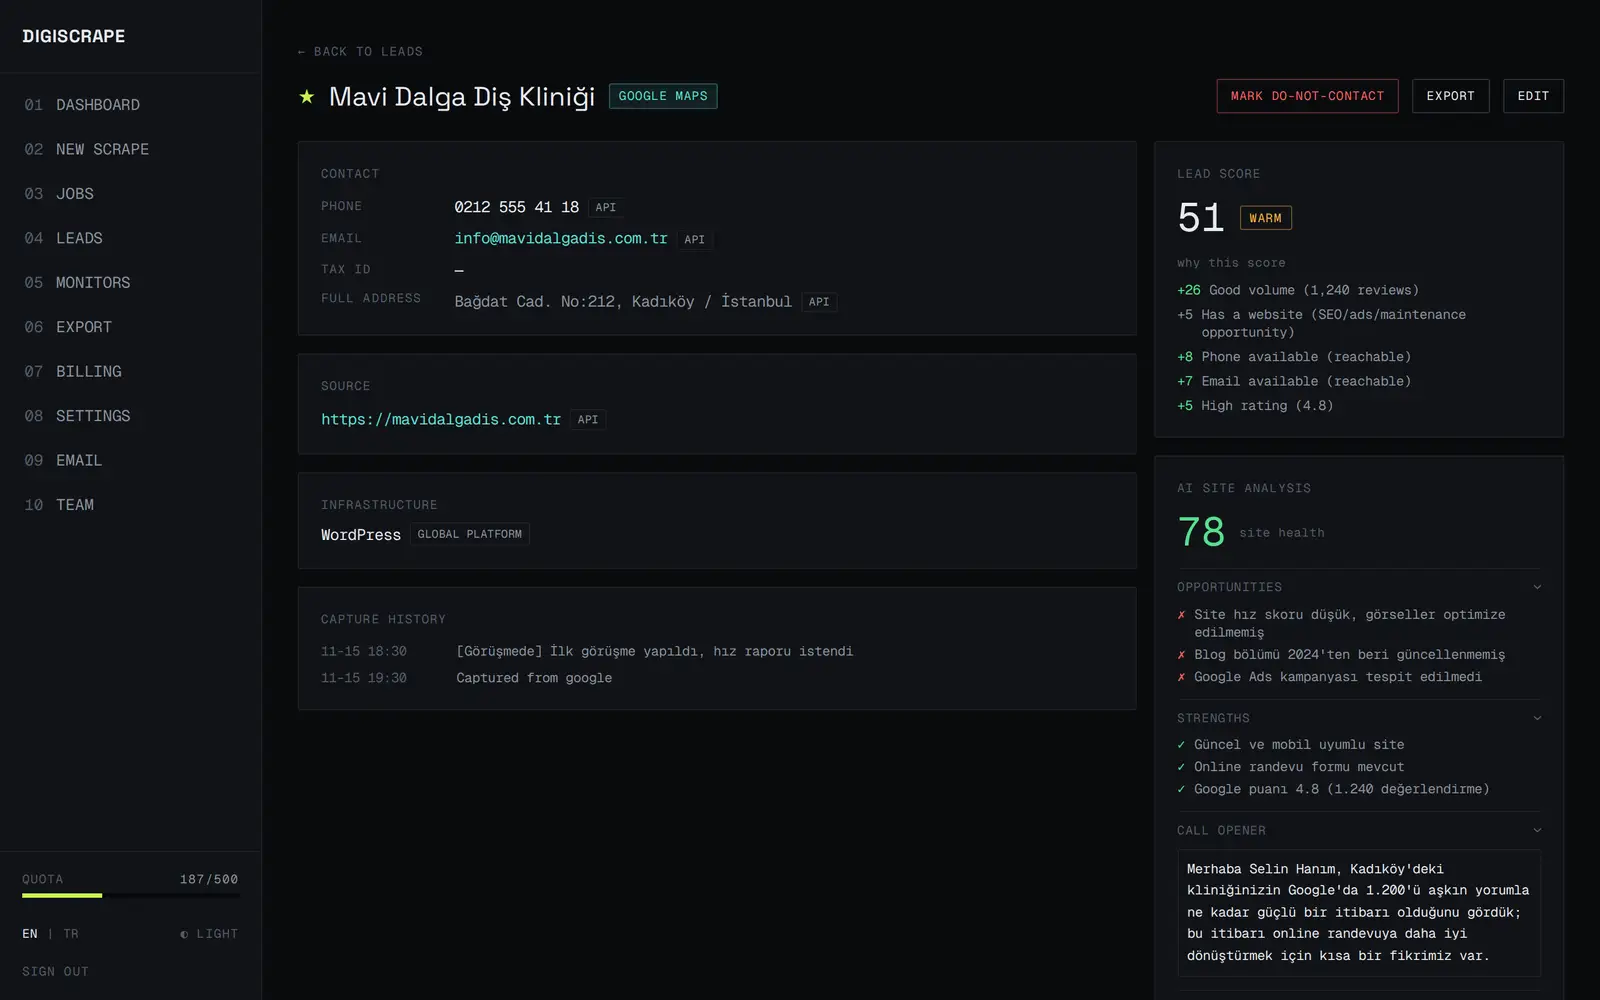 DIGISCRAPE
01 DASHBOARD
02 NEW SCRAPE
03 JOBS
04 LEADS
05 MONITORS
06 EXPORT
07 BILLING
08 SETTINGS
09 EMAIL
10 TEAM
QUOTA 187/500
EN | TR ◐ LIGHT
SIGN OUT
← BACK TO LEADS
★ Mavi Dalga Diş Kliniği GOOGLE MAPS
MARK DO-NOT-CONTACT EXPORT EDIT
CONTACT
PHONE 0212 555 41 18 API
EMAIL info@mavidalgadis.com.tr API
TAX ID —
FULL ADDRESS Bağdat Cad. No:212, Kadıköy / İstanbul API
SOURCE
https://mavidalgadis.com.tr API
INFRASTRUCTURE
WordPress GLOBAL PLATFORM
CAPTURE HISTORY
11-15 18:30 [Görüşmede] İlk görüşme yapıldı, hız raporu istendi
11-15 19:30 Captured from google
LEAD SCORE
51 WARM
why this score
+26 Good volume (1,240 reviews)
+5 Has a website (SEO/ads/maintenance
opportunity)
+8 Phone available (reachable)
+7 Email available (reachable)
+5 High rating (4.8)
AI SITE ANALYSIS
78 site health
OPPORTUNITIES
✗ Site hız skoru düşük, görseller optimize
edilmemiş
✗ Blog bölümü 2024'ten beri güncellenmemiş
✗ Google Ads kampanyası tespit edilmedi
STRENGTHS
✓ Güncel ve mobil uyumlu site
✓ Online randevu formu mevcut
✓ Google puanı 4.8 (1.240 değerlendirme)
CALL OPENER
Merhaba Selin Hanım, Kadıköy'deki
kliniğinizin Google'da 1.200'ü aşkın yorumla
ne kadar güçlü bir itibarı olduğunu gördük;
bu itibarı online randevuya daha iyi
dönüştürmek için kısa bir fikrimiz var.